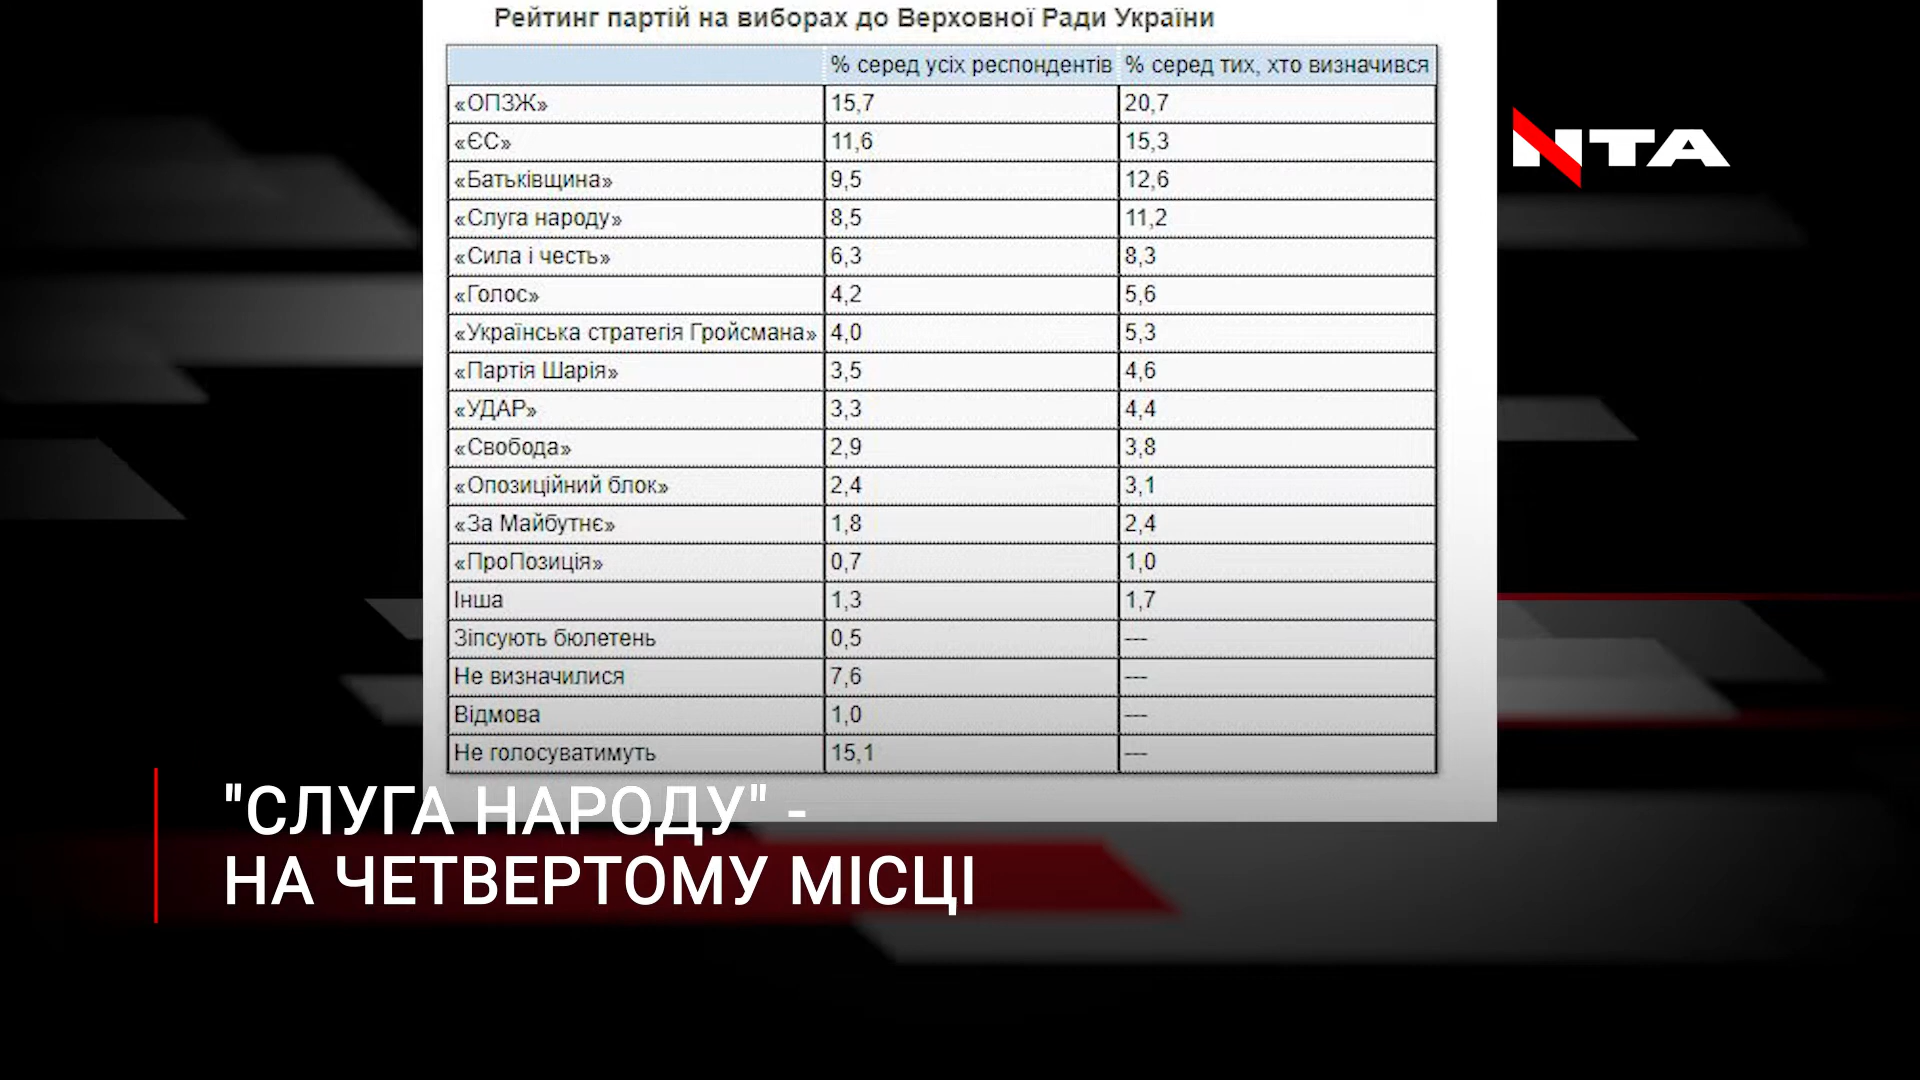 Рейтинг партій на виборах до Верховної Ради України
% серед усіх респондентів % серед тих, хто визначився
«ОПЗЖ» 15,7 20,7
«ЄС» 11,6 15,3
«Батьківщина» 9,5 12,6
«Слуга народу» 8,5 11,2
«Сила і честь» 6,3 8,3
«Голос» 4,2 5,6
«Українська стратегія Гройсмана» 4,0 5,3
«Партія Шарія» 3,5 4,6
«УДАР» 3,3 4,4
«Свобода» 2,9 3,8
«Опозиційний блок» 2,4 3,1
«За Майбутнє» 1,8 2,4
«ПроПозиція» 0,7 1,0
Інша 1,3 1,7
Зіпсують бюлетень 0,5 ---
Не визначилися 7,6 ---
Відмова 1,0 ---
Не голосуватимуть 15,1 ---
NTA
"СЛУГА НАРОДУ" -
НА ЧЕТВЕРТОМУ МІСЦІ